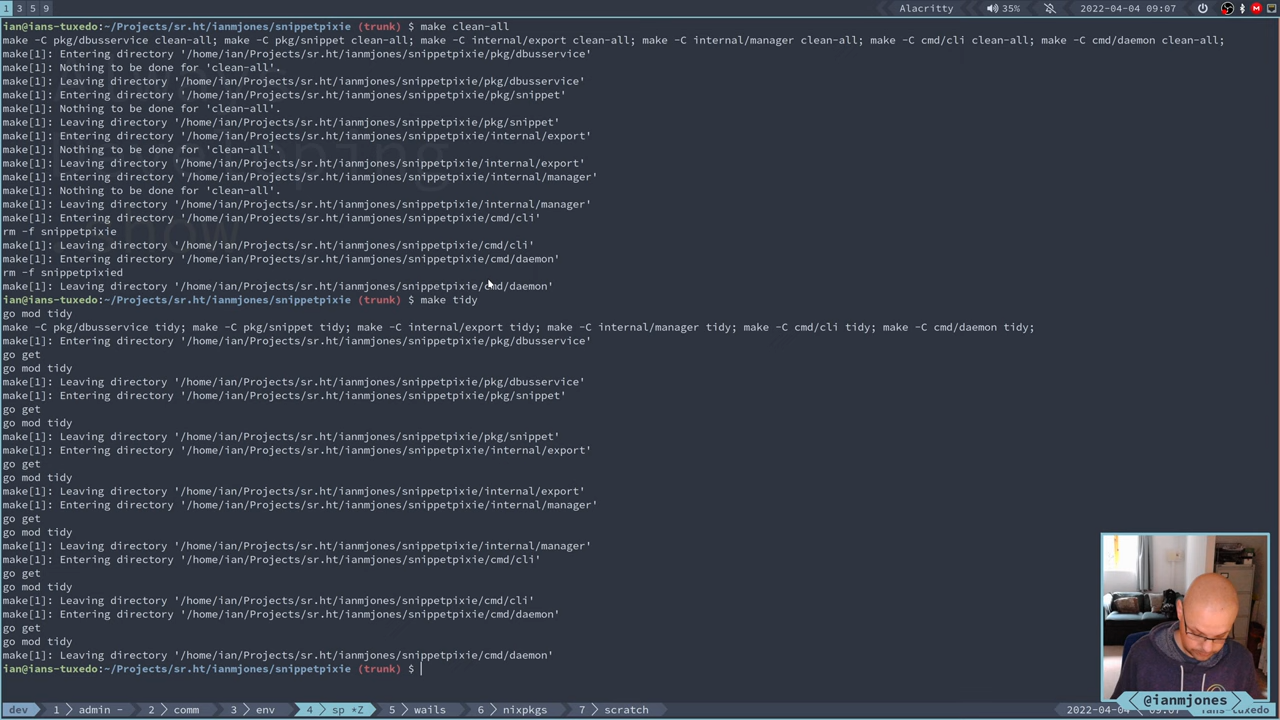 1 3 5 9 Alacritty 35% 2022-04-04 09:07
ian@ians-tuxedo:~/Projects/sr.ht/ianmjones/snippetpixie (trunk) $ make clean-all
make -C pkg/dbusservice clean-all; make -C pkg/snippet clean-all; make -C internal/export clean-all; make -C internal/manager clean-all; make -C cmd/cli clean-all; make -C cmd/daemon clean-all;
make[1]: Entering directory '/home/ian/Projects/sr.ht/ianmjones/snippetpixie/pkg/dbusservice'
make[1]: Nothing to be done for 'clean-all'.
make[1]: Leaving directory '/home/ian/Projects/sr.ht/ianmjones/snippetpixie/pkg/dbusservice'
make[1]: Entering directory '/home/ian/Projects/sr.ht/ianmjones/snippetpixie/pkg/snippet'
make[1]: Nothing to be done for 'clean-all'.
make[1]: Leaving directory '/home/ian/Projects/sr.ht/ianmjones/snippetpixie/pkg/snippet'
make[1]: Entering directory '/home/ian/Projects/sr.ht/ianmjones/snippetpixie/internal/export'
make[1]: Nothing to be done for 'clean-all'.
make[1]: Leaving directory '/home/ian/Projects/sr.ht/ianmjones/snippetpixie/internal/export'
make[1]: Entering directory '/home/ian/Projects/sr.ht/ianmjones/snippetpixie/internal/manager'
make[1]: Nothing to be done for 'clean-all'.
make[1]: Leaving directory '/home/ian/Projects/sr.ht/ianmjones/snippetpixie/internal/manager'
make[1]: Entering directory '/home/ian/Projects/sr.ht/ianmjones/snippetpixie/cmd/cli'
rm -f snippetpixie
make[1]: Leaving directory '/home/ian/Projects/sr.ht/ianmjones/snippetpixie/cmd/cli'
make[1]: Entering directory '/home/ian/Projects/sr.ht/ianmjones/snippetpixie/cmd/daemon'
rm -f snippetpixied
make[1]: Leaving directory '/home/ian/Projects/sr.ht/ianmjones/snippetpixie/cmd/daemon'
ian@ians-tuxedo:~/Projects/sr.ht/ianmjones/snippetpixie (trunk) $ make tidy
go mod tidy
make -C pkg/dbusservice tidy; make -C pkg/snippet tidy; make -C internal/export tidy; make -C internal/manager tidy; make -C cmd/cli tidy; make -C cmd/daemon tidy;
make[1]: Entering directory '/home/ian/Projects/sr.ht/ianmjones/snippetpixie/pkg/dbusservice'
go get
go mod tidy
make[1]: Leaving directory '/home/ian/Projects/sr.ht/ianmjones/snippetpixie/pkg/dbusservice'
make[1]: Entering directory '/home/ian/Projects/sr.ht/ianmjones/snippetpixie/pkg/snippet'
go get
go mod tidy
make[1]: Leaving directory '/home/ian/Projects/sr.ht/ianmjones/snippetpixie/pkg/snippet'
make[1]: Entering directory '/home/ian/Projects/sr.ht/ianmjones/snippetpixie/internal/export'
go get
go mod tidy
make[1]: Leaving directory '/home/ian/Projects/sr.ht/ianmjones/snippetpixie/internal/export'
make[1]: Entering directory '/home/ian/Projects/sr.ht/ianmjones/snippetpixie/internal/manager'
go get
go mod tidy
make[1]: Leaving directory '/home/ian/Projects/sr.ht/ianmjones/snippetpixie/internal/manager'
make[1]: Entering directory '/home/ian/Projects/sr.ht/ianmjones/snippetpixie/cmd/cli'
go get
go mod tidy
make[1]: Leaving directory '/home/ian/Projects/sr.ht/ianmjones/snippetpixie/cmd/cli'
make[1]: Entering directory '/home/ian/Projects/sr.ht/ianmjones/snippetpixie/cmd/daemon'
go get
go mod tidy
make[1]: Leaving directory '/home/ian/Projects/sr.ht/ianmjones/snippetpixie/cmd/daemon'
ian@ians-tuxedo:~/Projects/sr.ht/ianmjones/snippetpixie (trunk) $
@ianmjones
dev 1 admin - 2 comm 3 env 4 sp *Z 5 wails 6 nixpkgs 7 scratch 2022-04-04